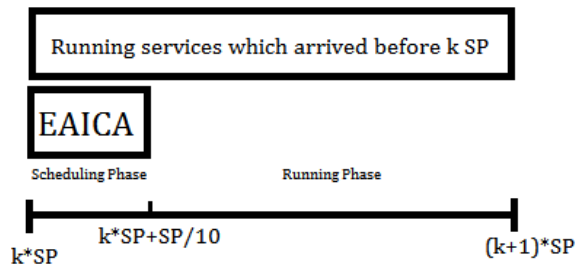 Running services which arrived before k SP
EAICA
Scheduling Phase
Running Phase
k*SP
k*SP+SP/10
(k+1)*SP